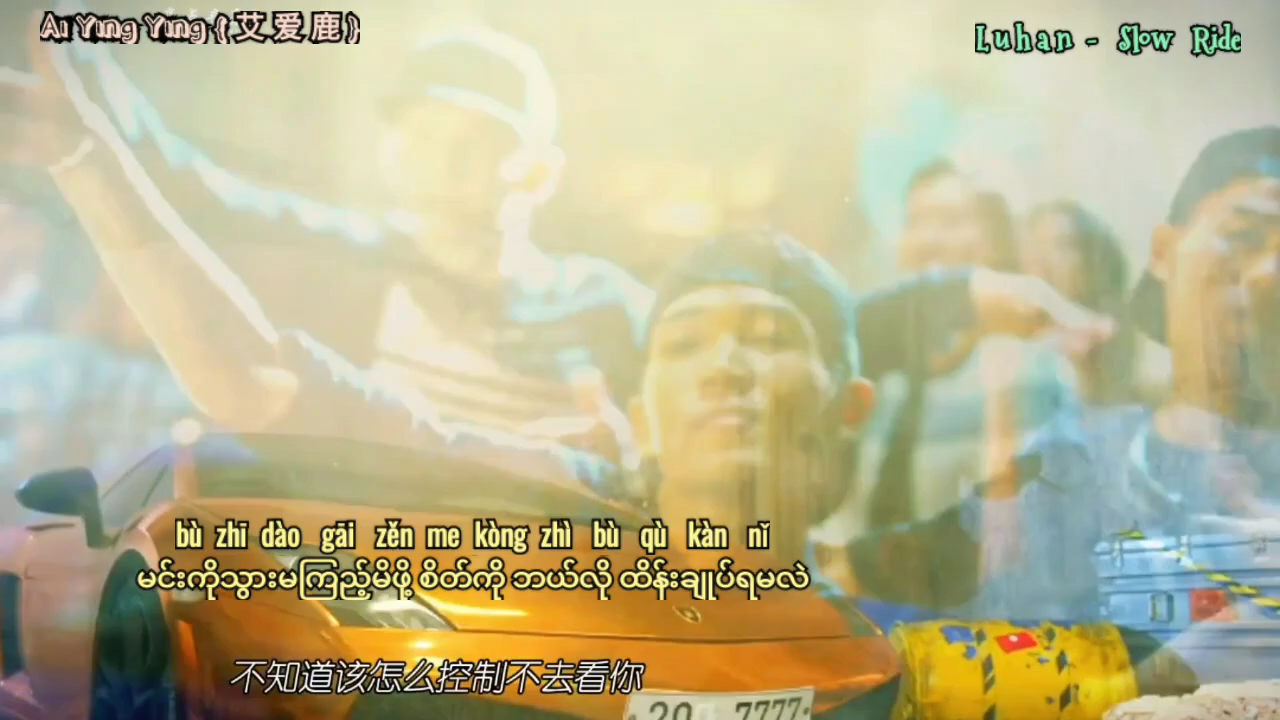 Ai Ying Ying {艾爱鹿}
Luhan - Slow Ride
bù zhī dào gāi zěn me kòng zhì bù qù kàn nǐ
မင်းကိုသွားမကြည့်မိဖို့ စိတ်ကို ဘယ်လို ထိန်းချုပ်ရမလဲ
不知道该怎么控制不去看你
7777